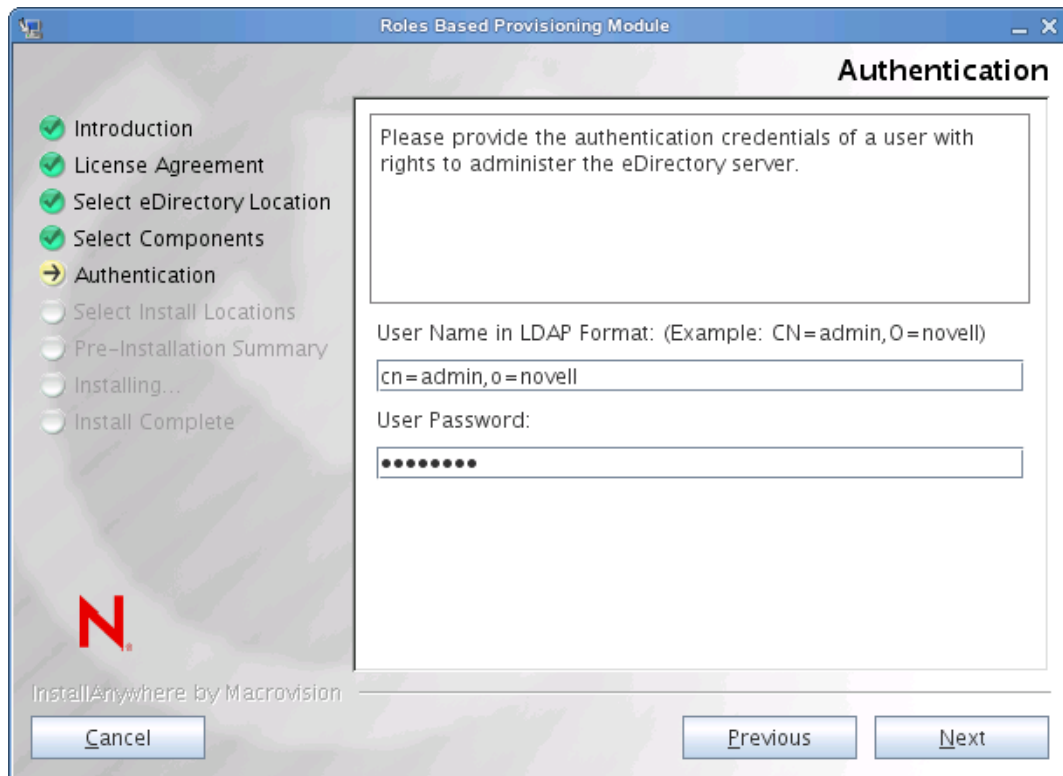 Roles Based Provisioning Module
Authentication
Introduction
License Agreement
Select eDirectory Location
Select Components
Authentication
Select Install Locations
Pre-Installation Summary
Installing...
Install Complete
Please provide the authentication credentials of a user with
rights to administer the eDirectory server.
User Name in LDAP Format: (Example: CN=admin,O=novell)
cn=admin,o=novell
User Password:
••••••••
N®
InstallAnywhere by Macrovision
Cancel
Previous
Next